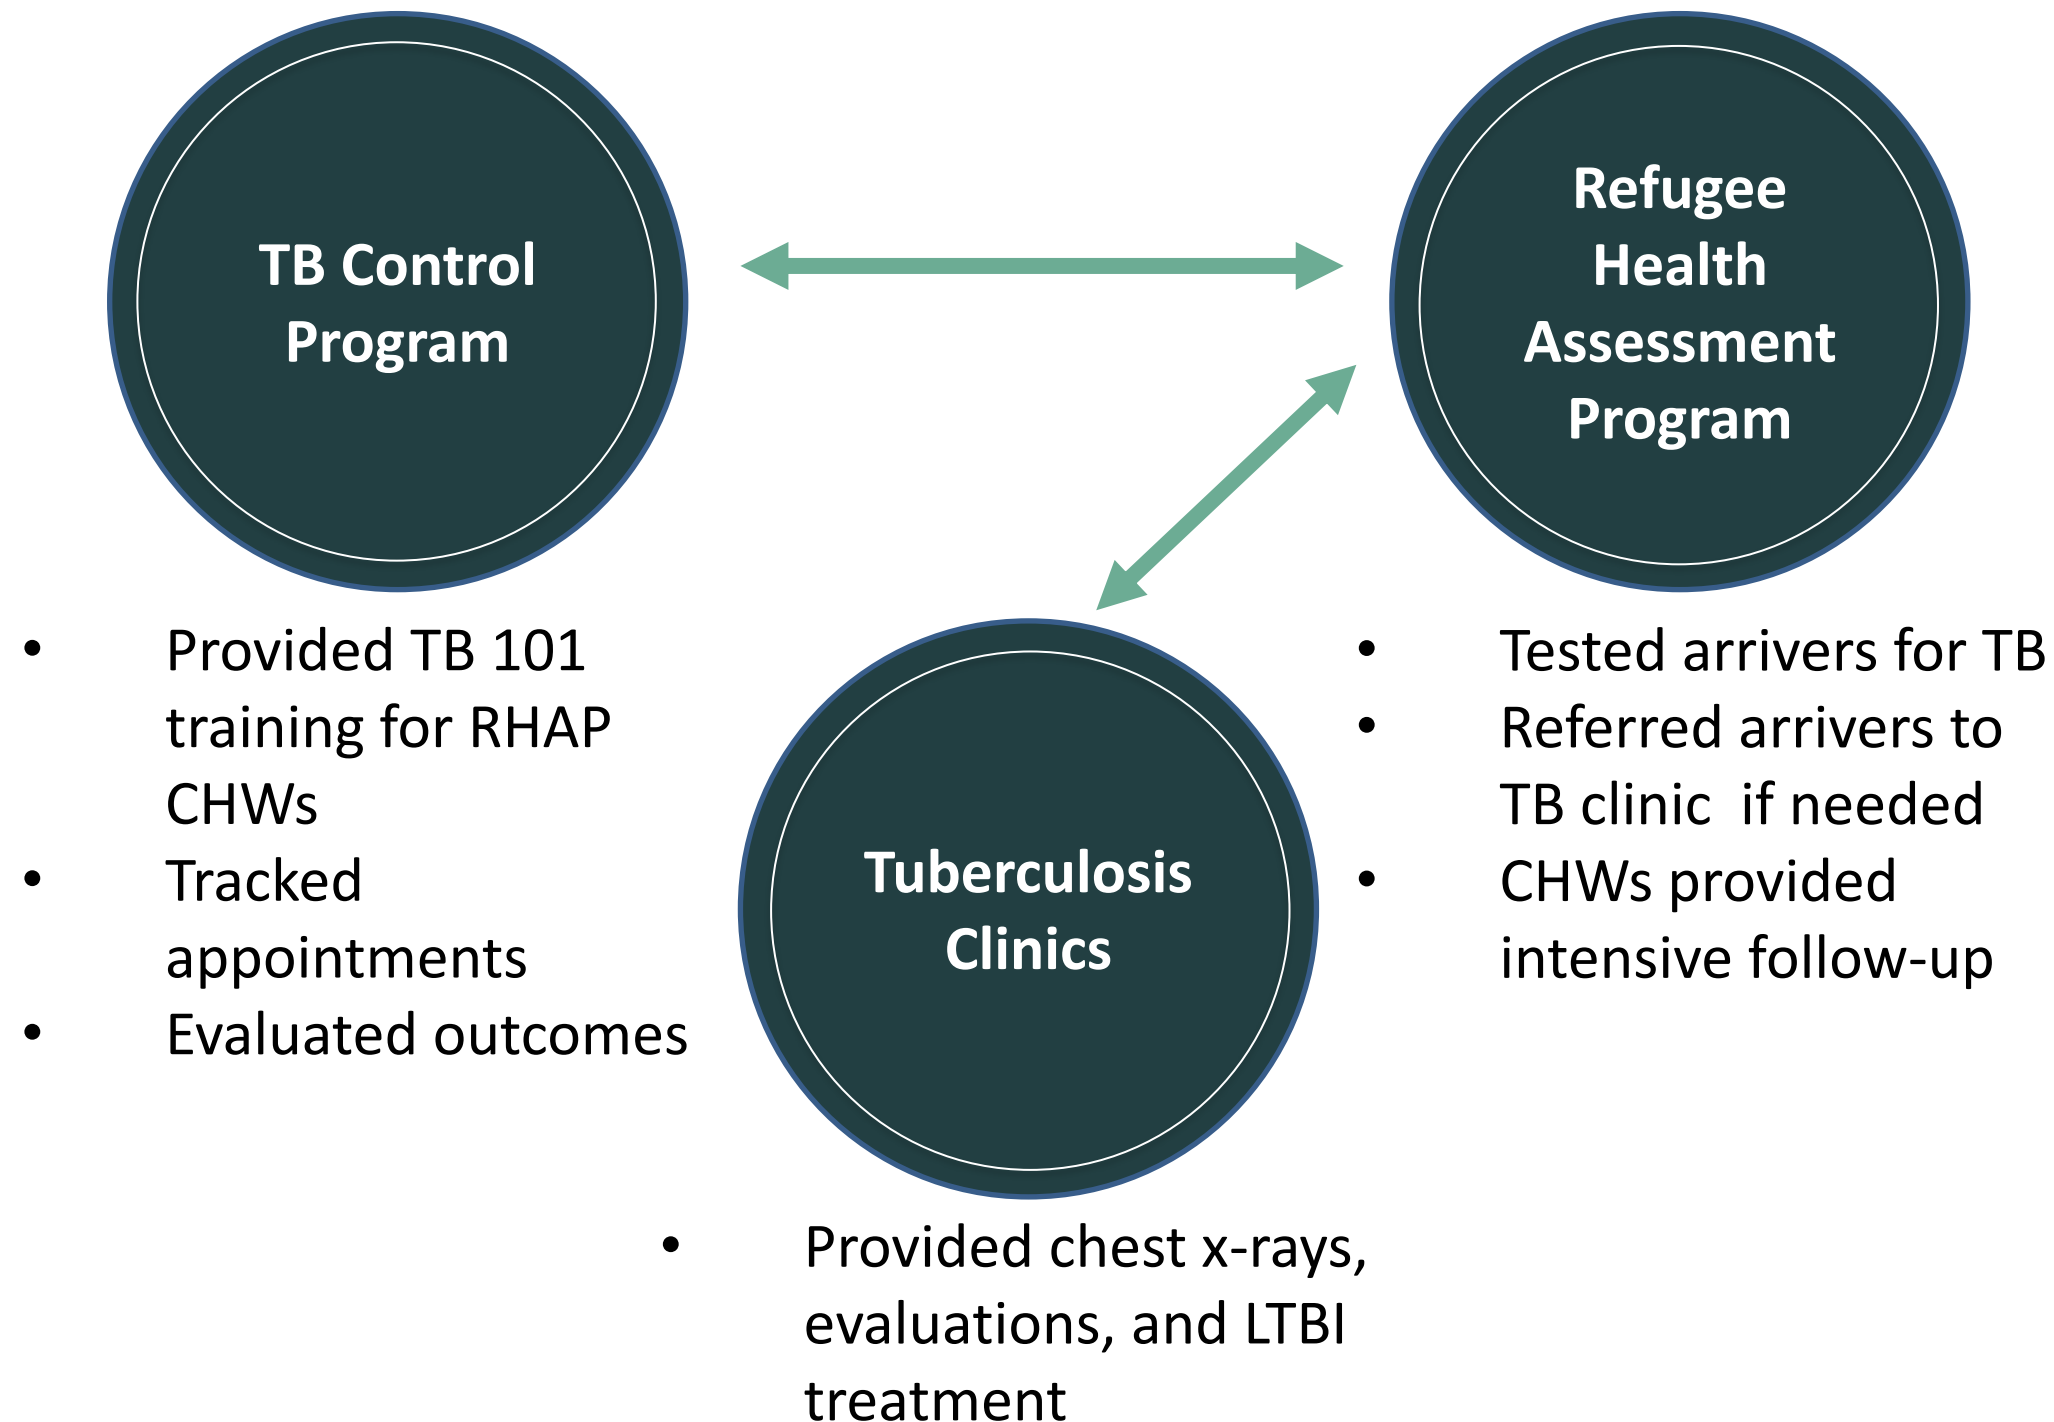 TB Control
Program
Refugee
Health
Assessment
Program
• Provided TB 101
training for RHAP
CHWs
• Tracked
appointments
• Evaluated outcomes
Tuberculosis
Clinics
• Tested arrivers for TB
• Referred arrivers to
TB clinic  if needed
• CHWs provided
intensive follow-up
• Provided chest x-rays,
evaluations, and LTBI
treatment